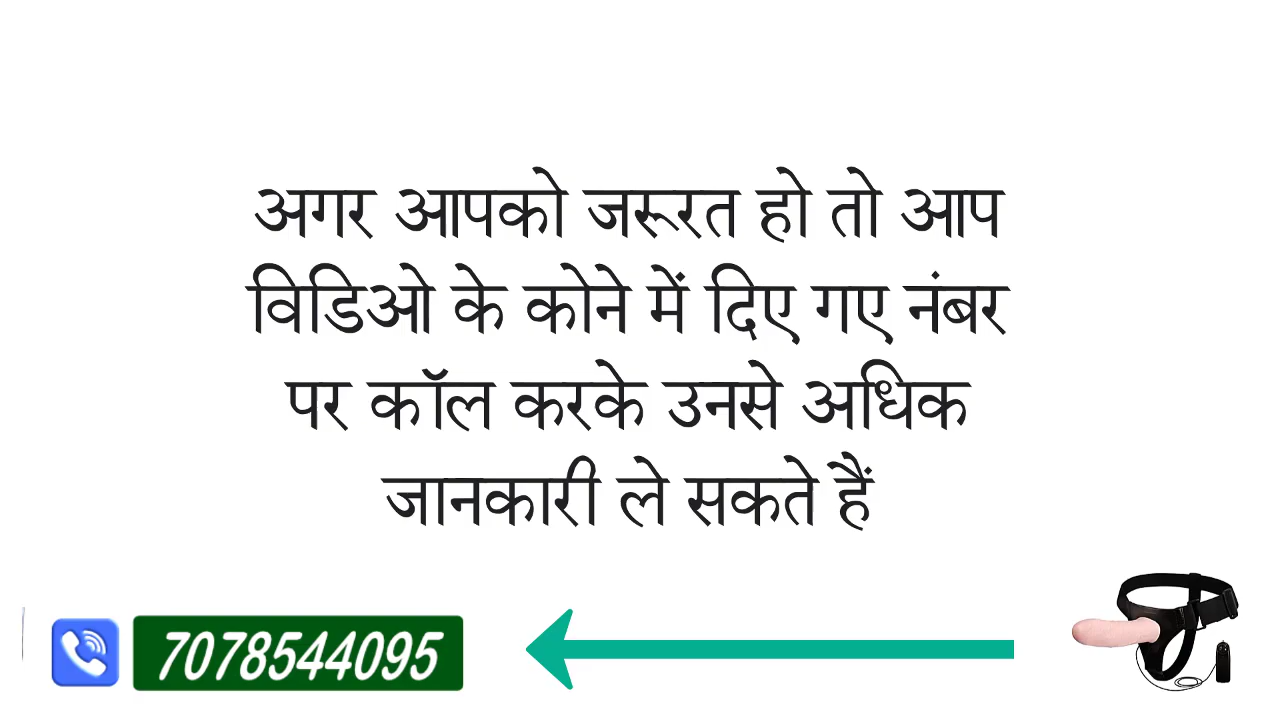 अगर आपको जरूरत हो तो आप
विडिओ के कोने में दिए गए नंबर
पर कॉल करके उनसे अधिक
जानकारी ले सकते हैं
7078544095